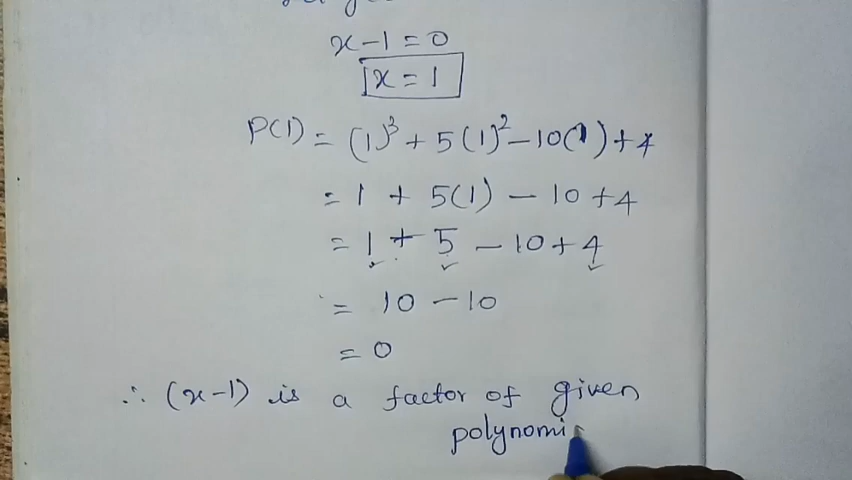 x-1=0
x=1
P(1) = (1)³ + 5(1)² - 10(1) + 4
= 1 + 5(1) - 10 + 4
= 1 + 5 - 10 + 4
= 10 - 10
= 0
∴ (x-1) is a factor of given
polynomi